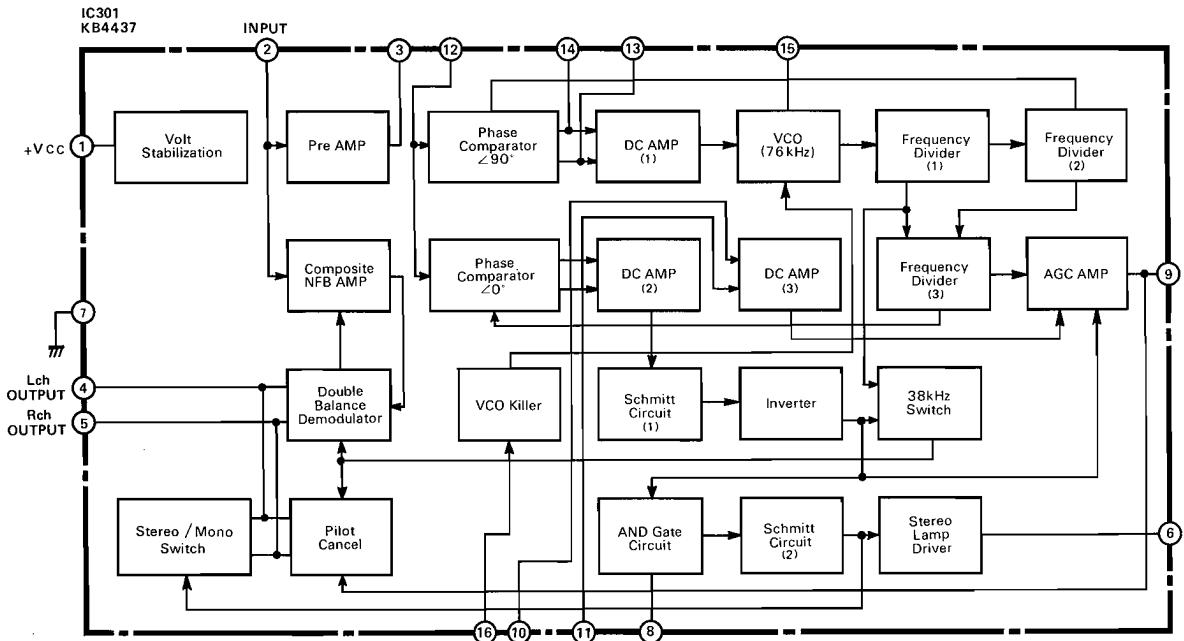 IC301
KB4437
INPUT
2
3
12
14
13
15
1
+VCC
Volt
Stabilization
Pre AMP
Phase
Comparator
∠90°
DC AMP
(1)
VCO
(76kHz)
Frequency
Divider
(1)
Frequency
Divider
(2)
Composite
NFB AMP
Phase
Comparator
∠0°
DC AMP
(2)
DC AMP
(3)
Frequency
Divider
(3)
AGC AMP
9
7
Lch
OUTPUT
4
Rch
OUTPUT
5
Double
Balance
Demodulator
VCO Killer
Schmitt
Circuit
(1)
Inverter
38kHz
Switch
Stereo / Mono
Switch
Pilot
Cancel
AND Gate
Circuit
Schmitt
Circuit
(2)
Stereo
Lamp
Driver
6
16
10
11
8